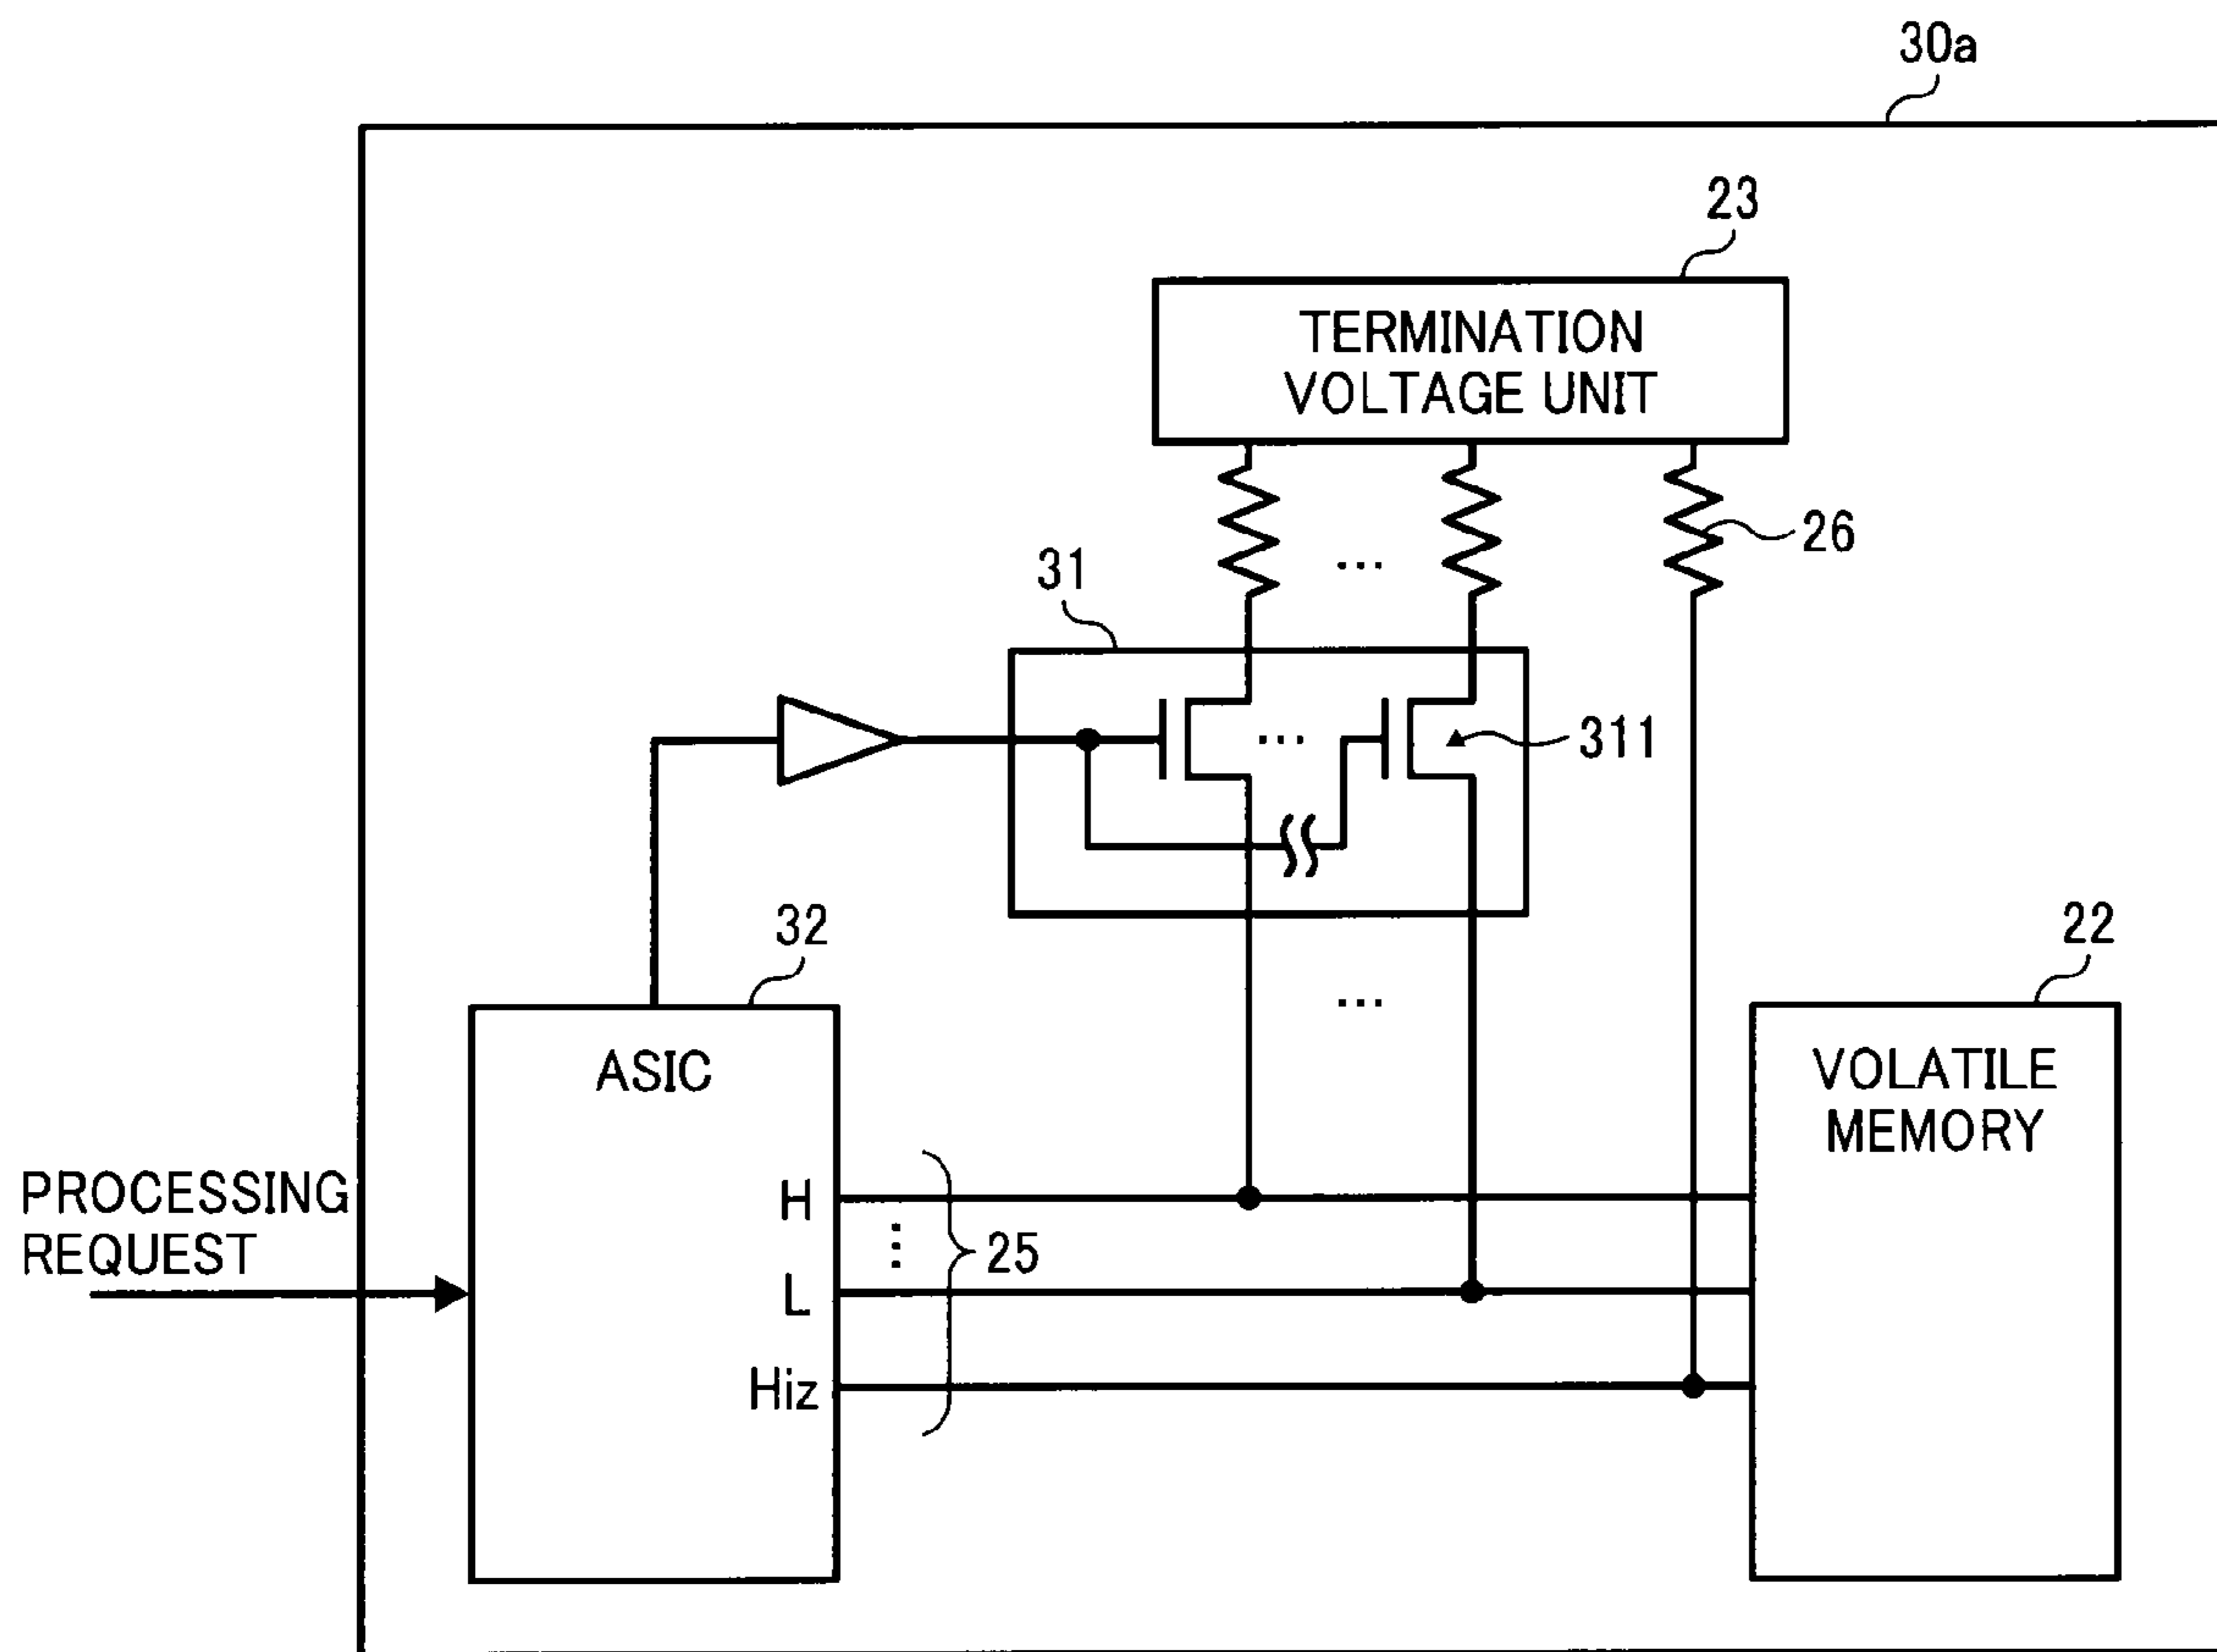 30a
23
TERMINATION
VOLTAGE UNIT
26
...
31
311
...
32
22
...
ASIC
VOLATILE
MEMORY
PROCESSING
REQUEST
H
25
L
Hiz